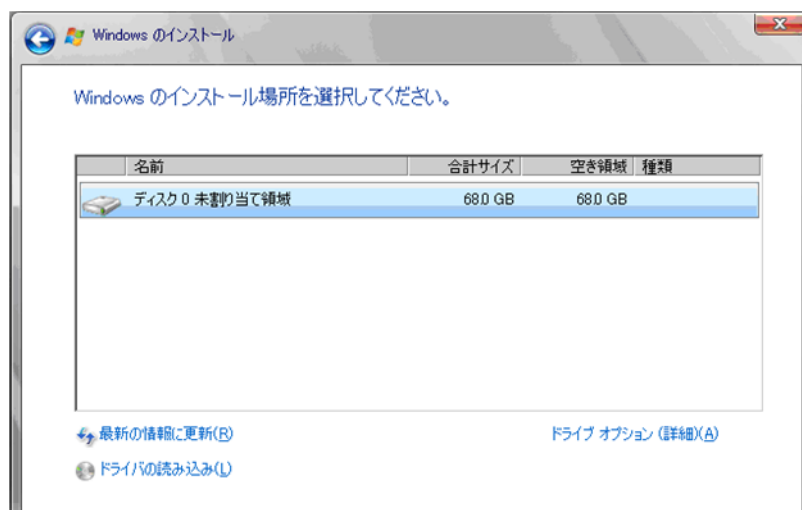 Windows のインストール
Windows のインストール場所を選択してください。
名前 合計サイズ 空き領域 種類
ディスク 0 未割り当て領域 68.0 GB 68.0 GB
最新の情報に更新(R) ドライブ オプション (詳細)(A)
ドライバの読み込み(L)